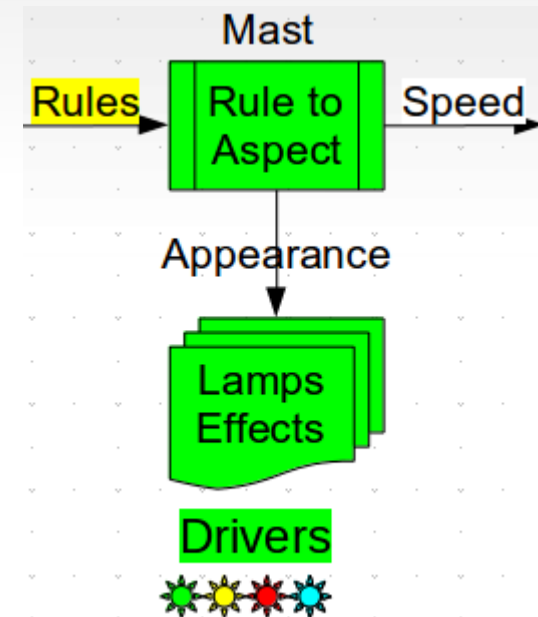 Mast
Rules
Rule to
Aspect
Speed
Appearance
Lamps
Effects
Drivers